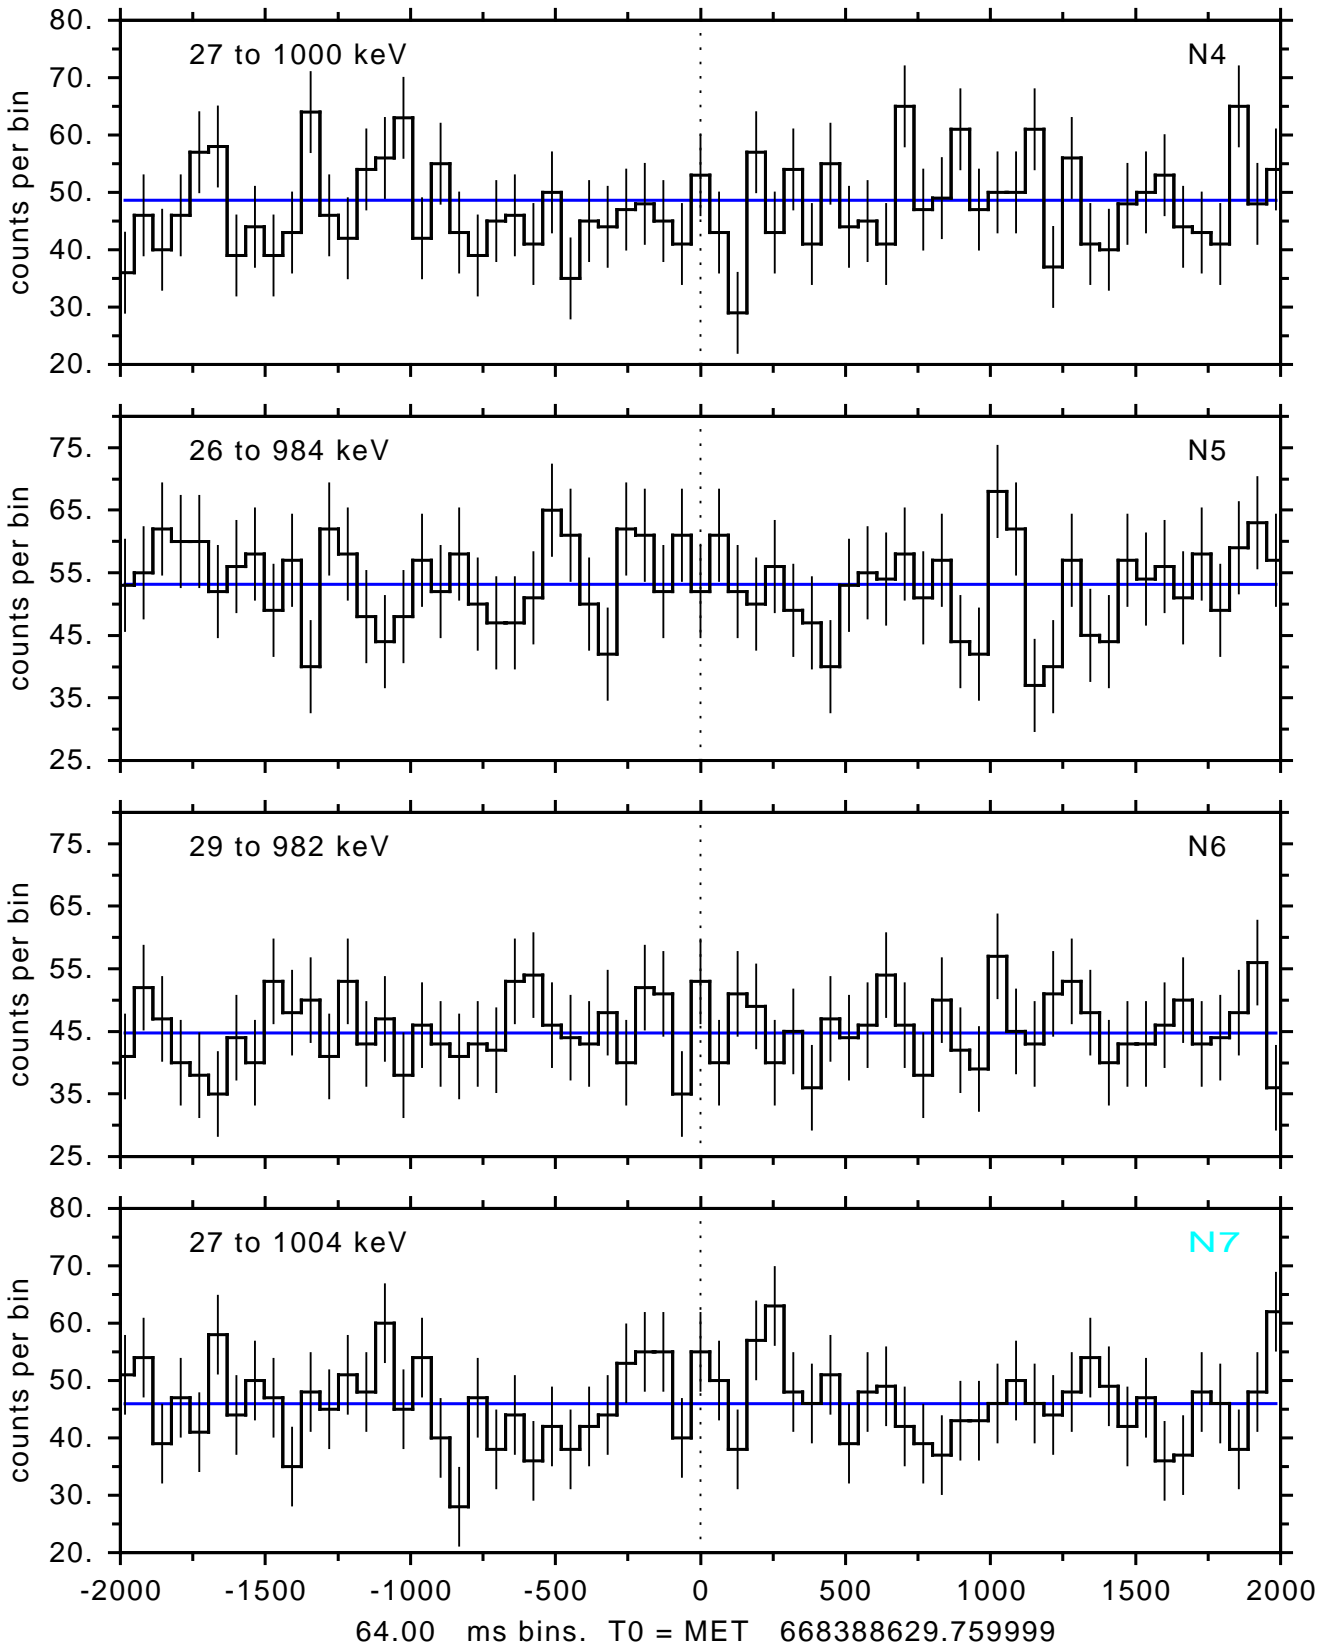 80.
27 to 1000 keV N4
70.
60.
50.
40.
30.
20.
counts per bin
26 to 984 keV N5
75.
65.
55.
45.
35.
25.
counts per bin
29 to 982 keV N6
75.
65.
55.
45.
35.
25.
counts per bin
80.
27 to 1004 keV N7
70.
60.
50.
40.
30.
20.
counts per bin
-2000 -1500 -1000 -500 0 500 1000 1500 2000
64.00 ms bins. T0 = MET 668388629.759999